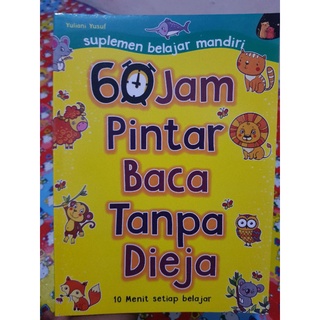 Yuliani Yusuf
suplemen belajar mandiri
60 Jam
Pintar
Baca
Tanpa
Dieja
10 Menit setiap belajar